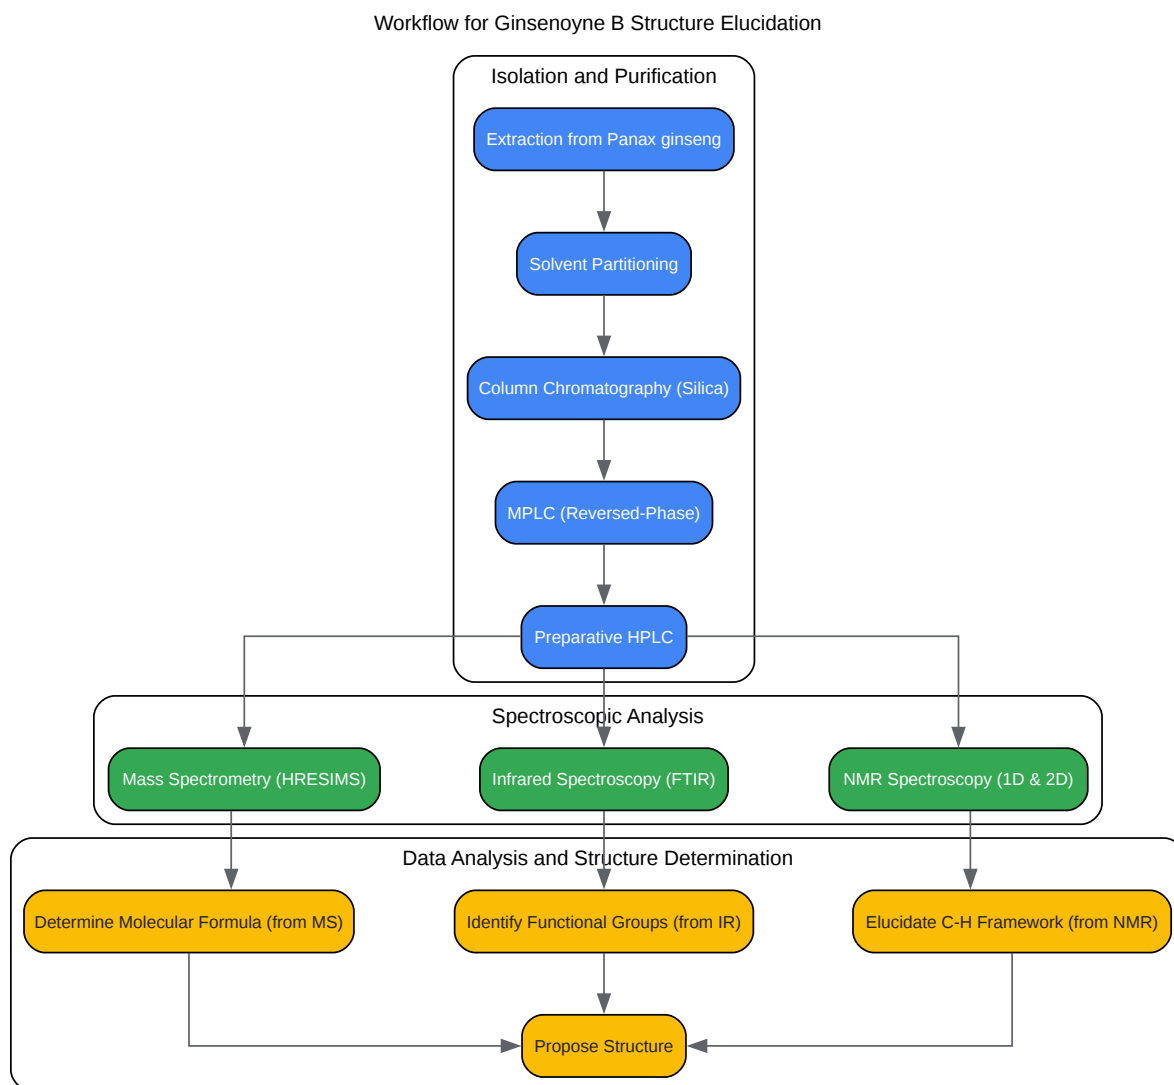 Workflow for Ginsenoyne B Structure Elucidation
Isolation and Purification
Extraction from Panax ginseng
Solvent Partitioning
Column Chromatography (Silica)
MPLC (Reversed-Phase)
Preparative HPLC
Spectroscopic Analysis
Mass Spectrometry (HRESIMS)
Infrared Spectroscopy (FTIR)
NMR Spectroscopy (1D & 2D)
Data Analysis and Structure Determination
Determine Molecular Formula (from MS)
Identify Functional Groups (from IR)
Elucidate C-H Framework (from NMR)
Propose Structure